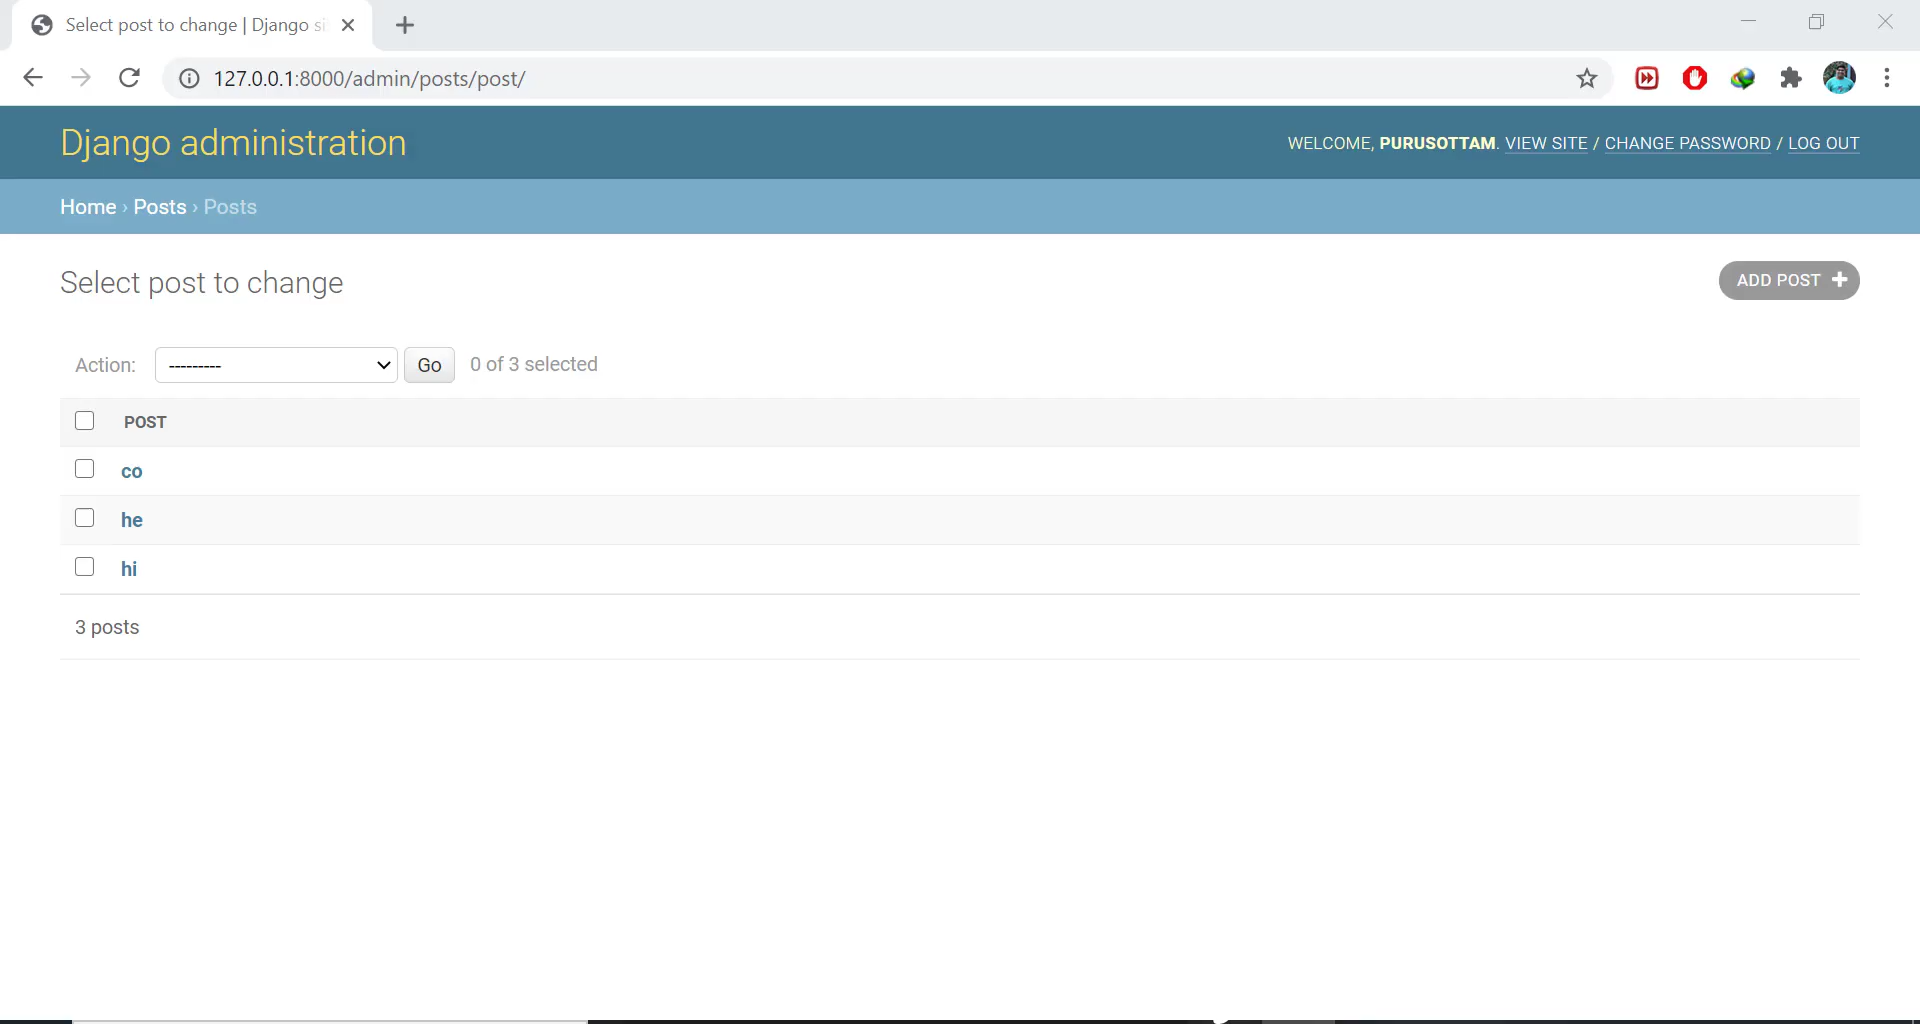 Select post to change | Django si
127.0.0.1:8000/admin/posts/post/
Django administration
WELCOME, PURUSOTTAM. VIEW SITE / CHANGE PASSWORD / LOG OUT
Home › Posts › Posts
Select post to change
ADD POST +
Action: --------- Go 0 of 3 selected
POST
co
he
hi
3 posts